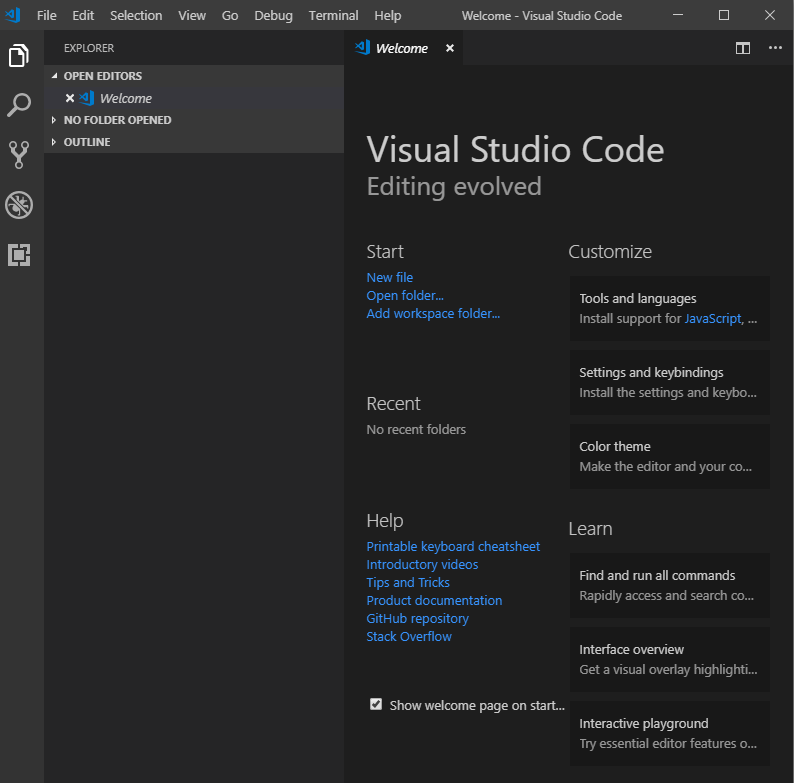 File Edit Selection View Go Debug Terminal Help Welcome - Visual Studio Code
EXPLORER
OPEN EDITORS
Welcome
NO FOLDER OPENED
OUTLINE
Welcome
Visual Studio Code
Editing evolved
Start
New file
Open folder...
Add workspace folder...
Recent
No recent folders
Help
Printable keyboard cheatsheet
Introductory videos
Tips and Tricks
Product documentation
GitHub repository
Stack Overflow
Show welcome page on start...
Customize
Tools and languages
Install support for JavaScript, ...
Settings and keybindings
Install the settings and keybo...
Color theme
Make the editor and your co...
Learn
Find and run all commands
Rapidly access and search co...
Interface overview
Get a visual overlay highlighti...
Interactive playground
Try essential editor features o...